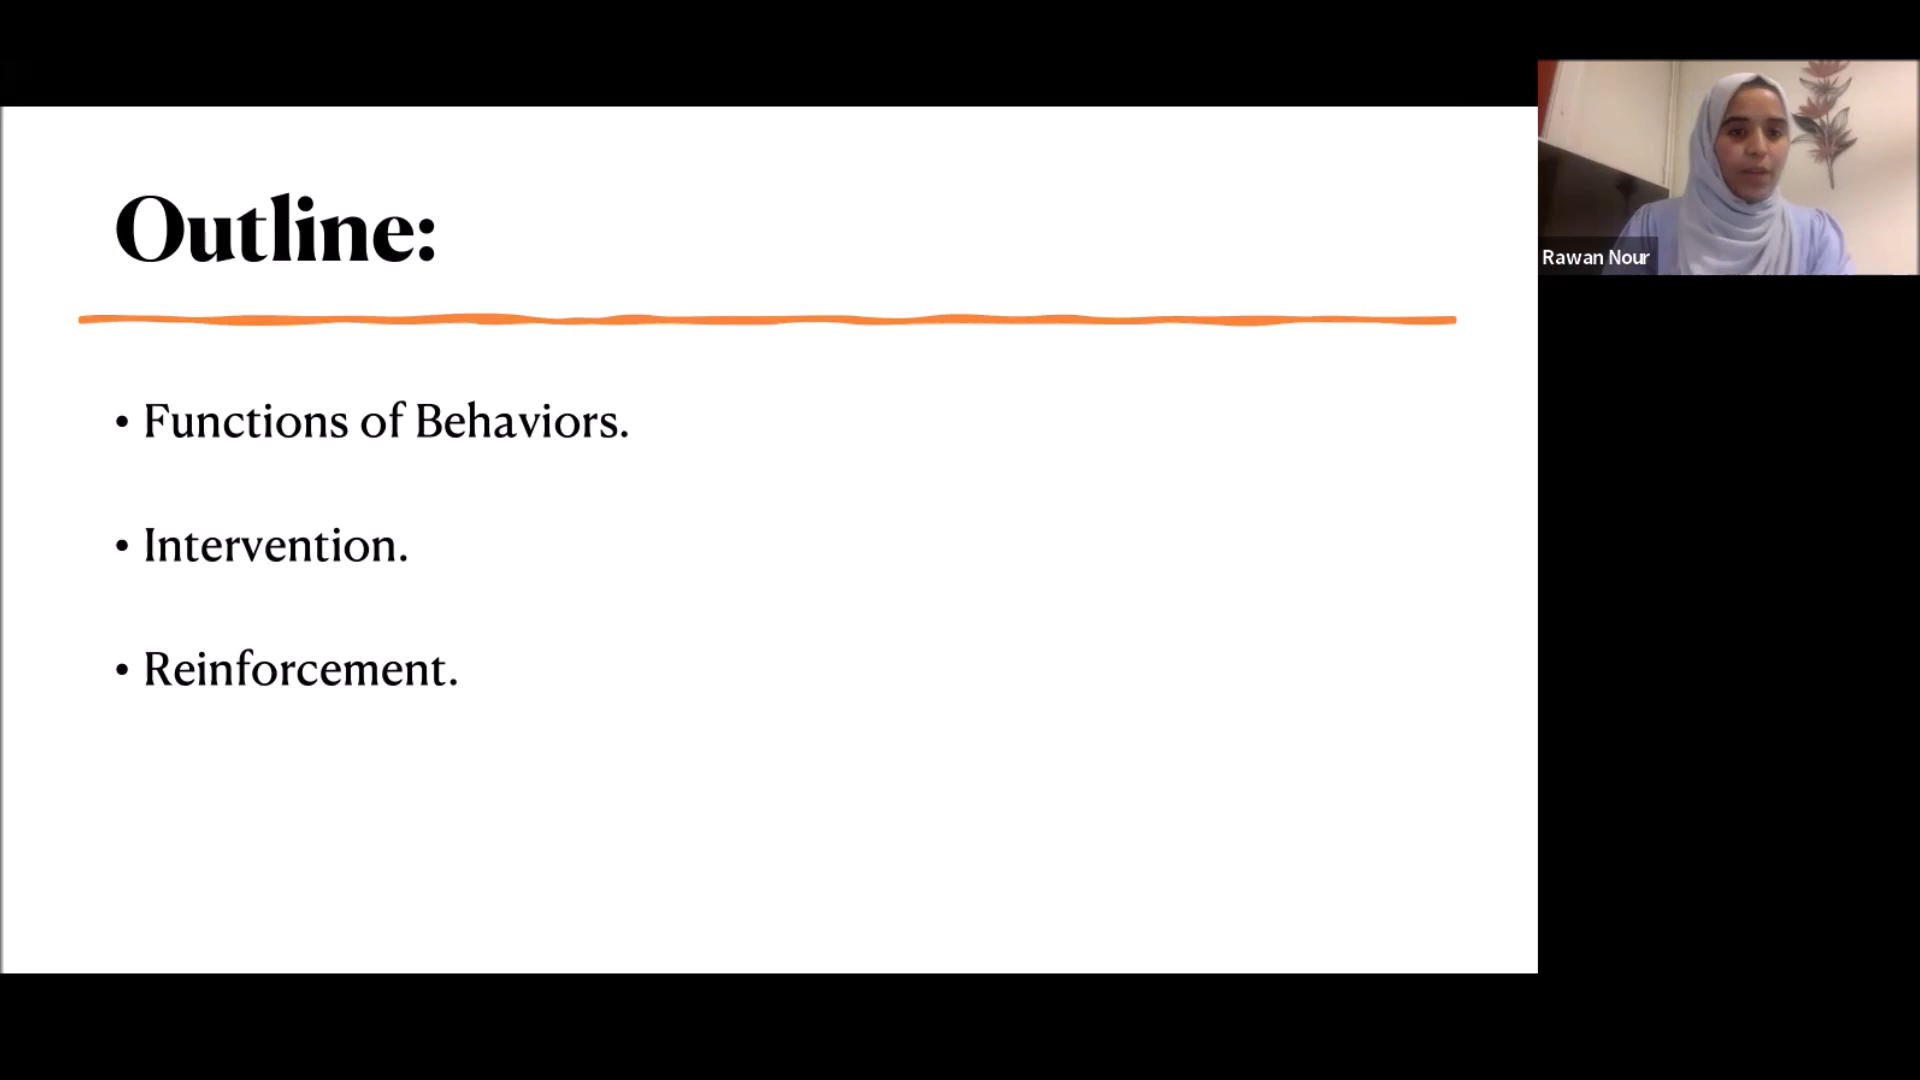 Outline:
• Functions of Behaviors.
• Intervention.
• Reinforcement.
Rawan Nour